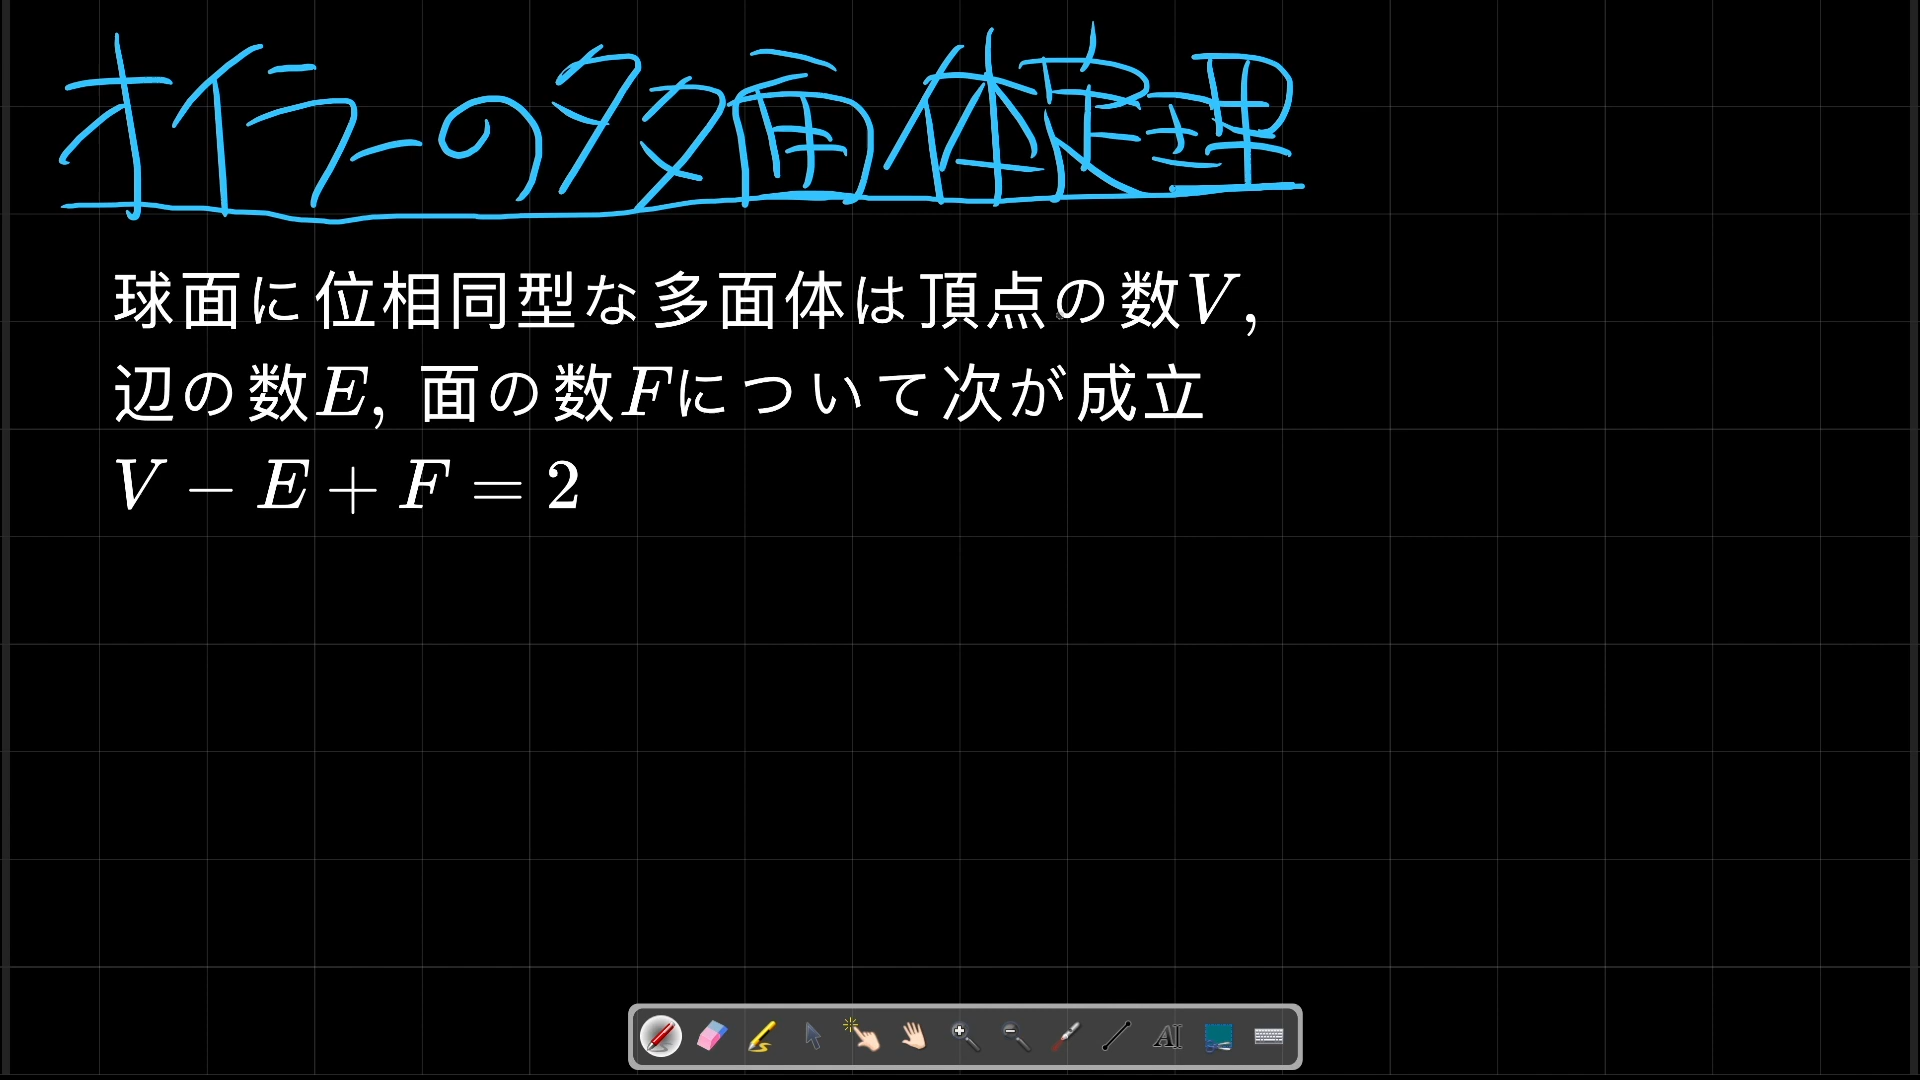 オイラーの多面体定理
球面に位相同型な多面体は頂点の数V,
辺の数E, 面の数Fについて次が成立
V − E + F = 2